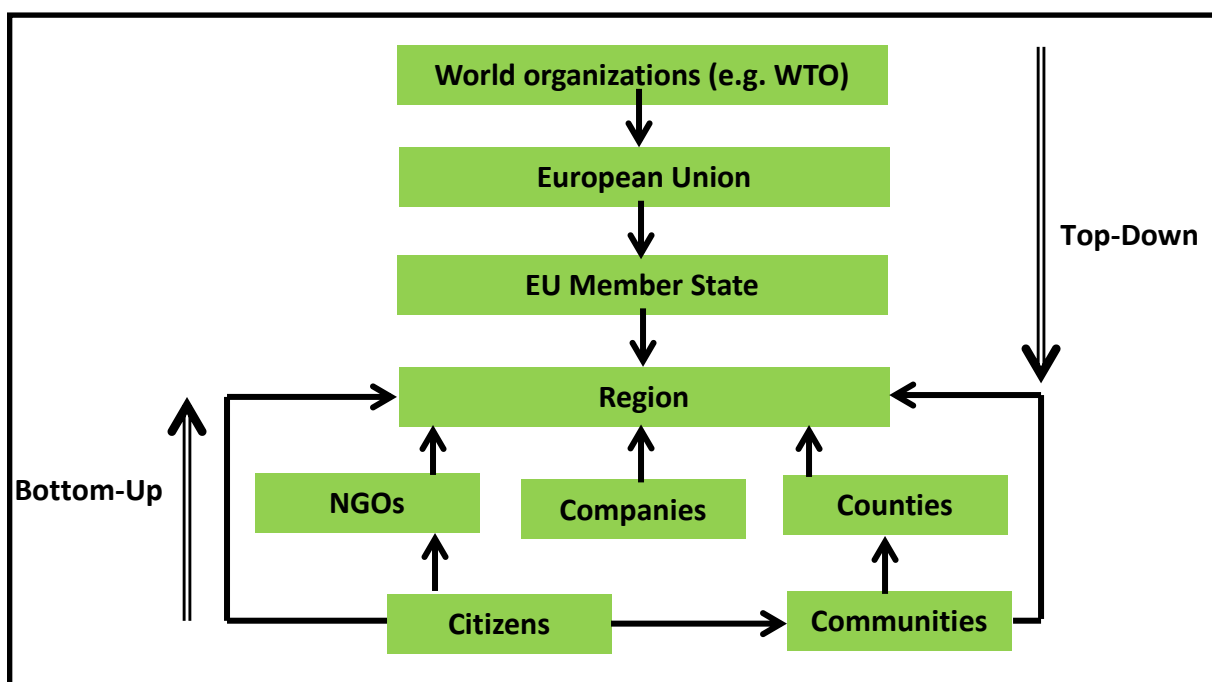 World organizations (e.g. WTO)
European Union
Top-Down
EU Member State
Region
Bottom-Up
NGOs
Companies
Counties
Citizens
Communities